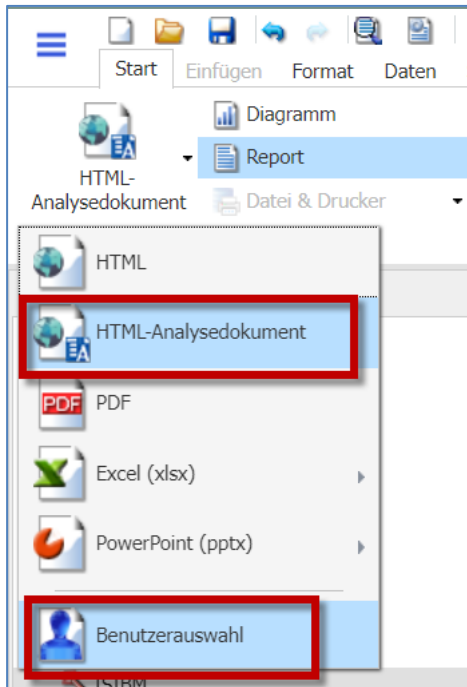 Start Einfügen Format Daten
Diagramm
Report
HTML-
Analysedokument
Datei & Drucker
HTML
HTML-Analysedokument
PDF
PDF
Excel (xlsx)
PowerPoint (pptx)
Benutzerauswahl